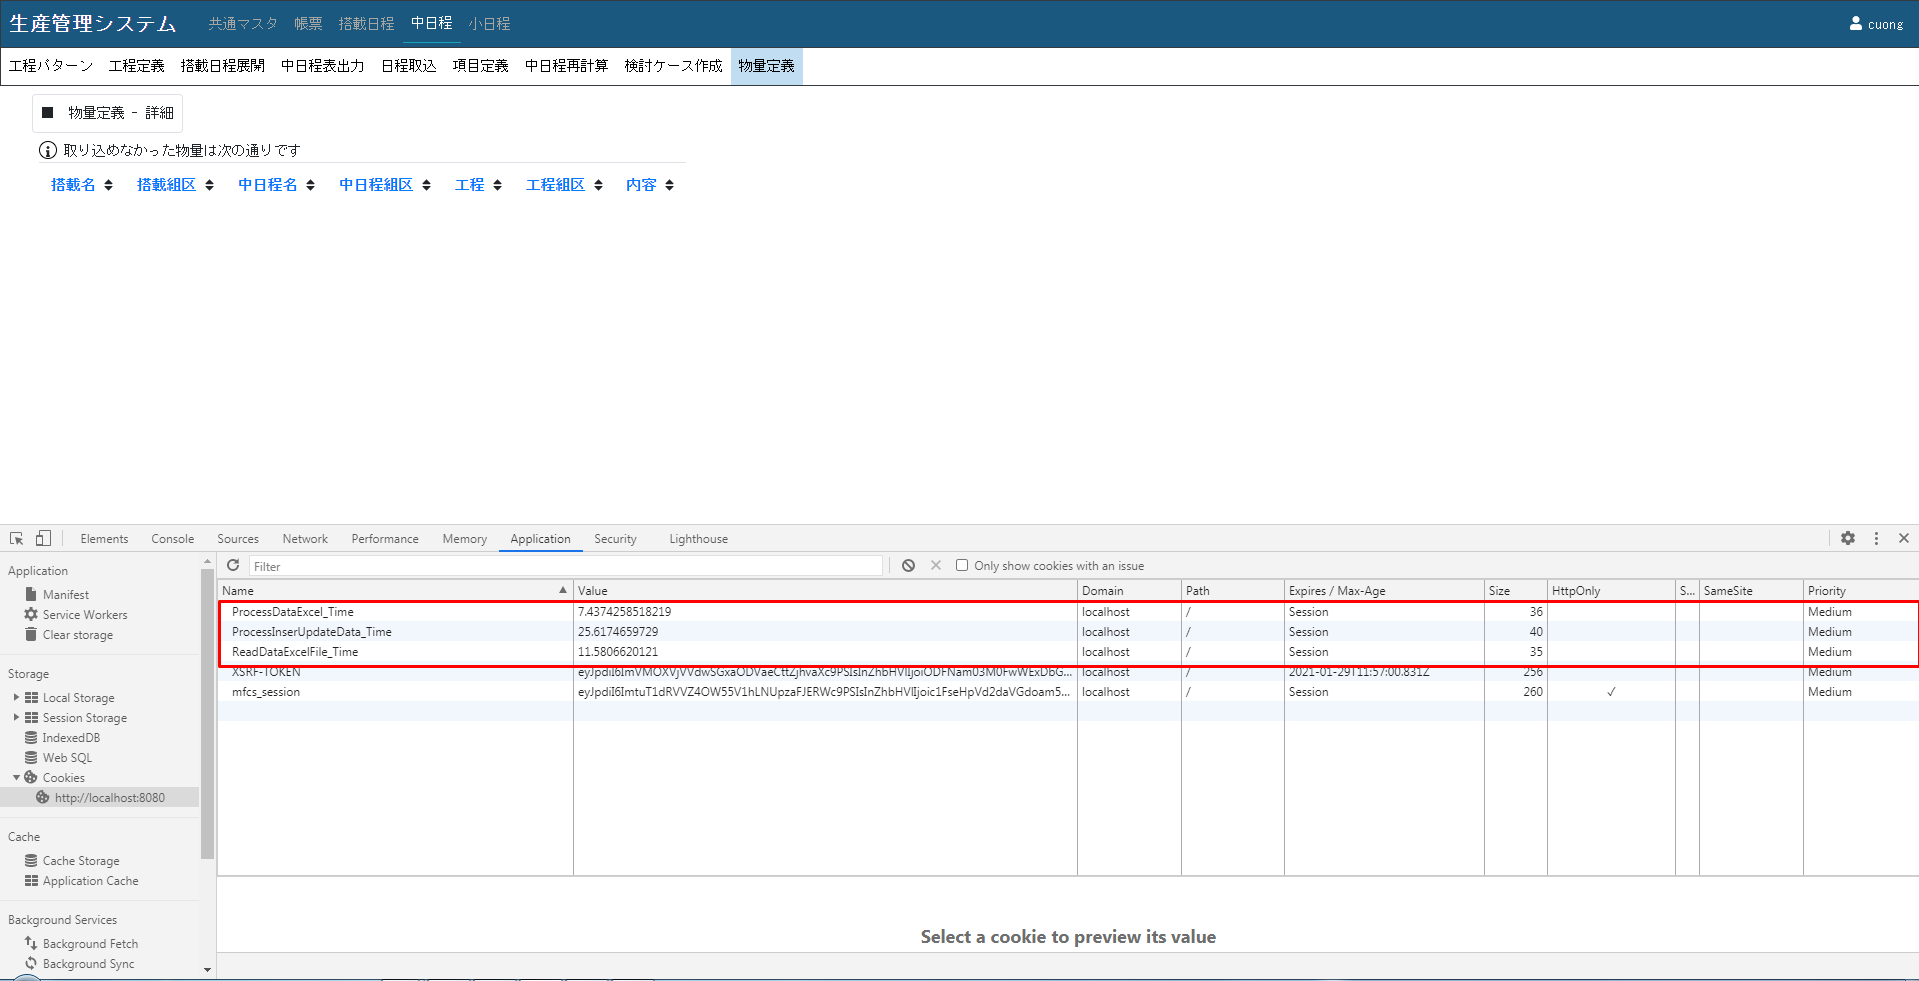 生産管理システム 共通マスタ 帳票 搭載日程 中日程 小日程 cuong
工程パターン 工程定義 搭載日程展開 中日程表出力 日程取込 項目定義 中日程再計算 検討ケース作成 物量定義
■ 物量定義 - 詳細
取り込めなかった物量は次の通りです
搭載名 搭載組区 中日程名 中日程組区 工程 工程組区 内容
Elements Console Sources Network Performance Memory Application Security Lighthouse
Application
Manifest
Service Workers
Clear storage
Storage
Local Storage
Session Storage
IndexedDB
Web SQL
Cookies
http://localhost:8080
Cache
Cache Storage
Application Cache
Background Services
Background Fetch
Background Sync
Filter Only show cookies with an issue
Name Value Domain Path Expires / Max-Age Size HttpOnly S... SameSite Priority
ProcessDataExcel_Time 7.4374258518219 localhost / Session 36 Medium
ProcessInserUpdateData_Time 25.6174659729 localhost / Session 40 Medium
ReadDataExcelFile_Time 11.5806620121 localhost / Session 35 Medium
XSRF-TOKEN localhost / 2021-01-29T11:57:00.831Z 256 Medium
mfcs_session localhost / Session 260 ✓ Medium
Select a cookie to preview its value